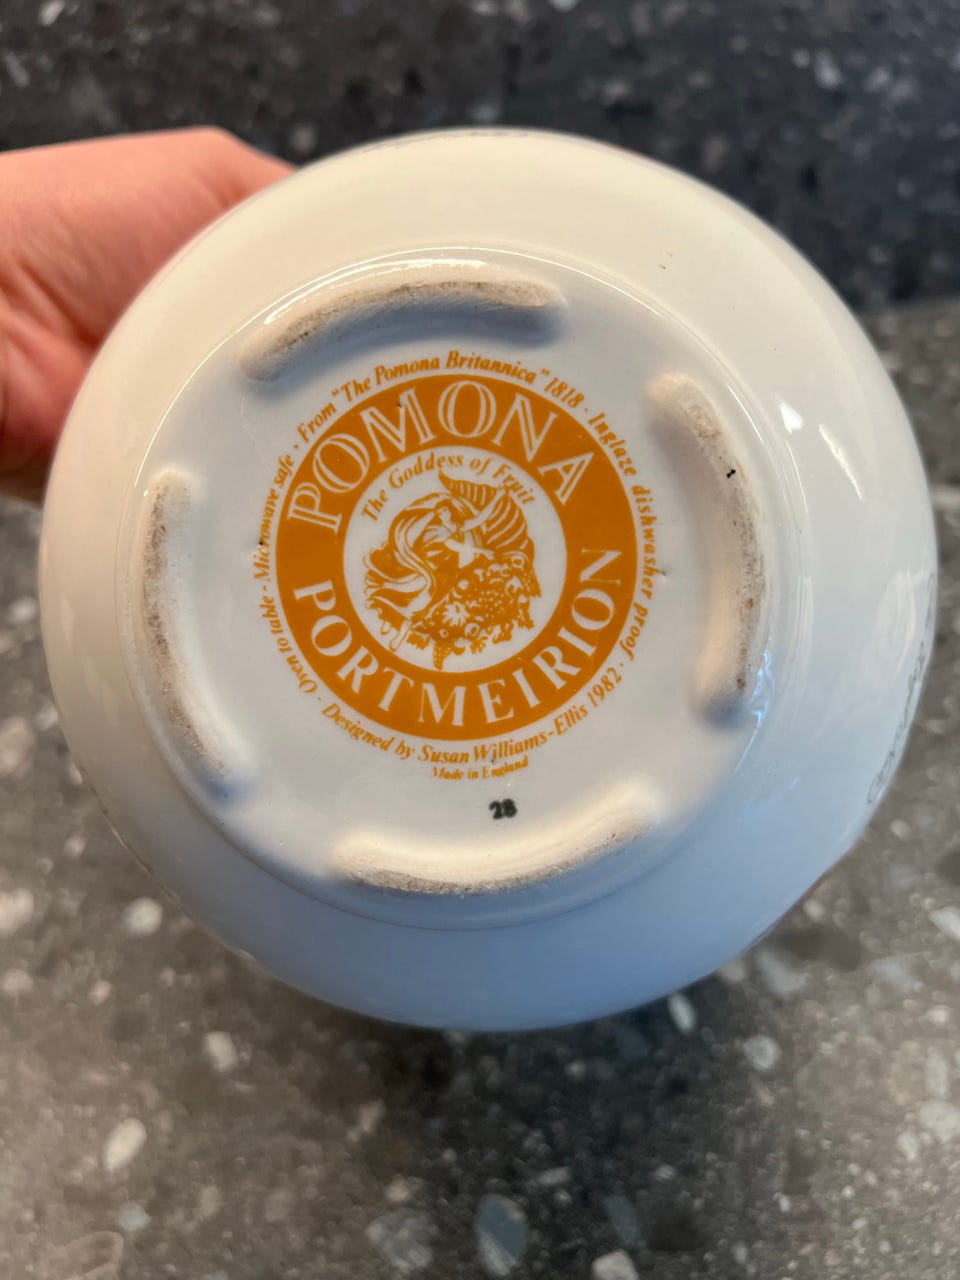 Oven to table - Microwave safe · From "The Pomona Britannica" 1818 · Inglaze dishwasher proof ·
POMONA
The Goddess of Fruit
PORTMEIRION
Designed by Susan Williams-Ellis 1982 ·
Made in England
28